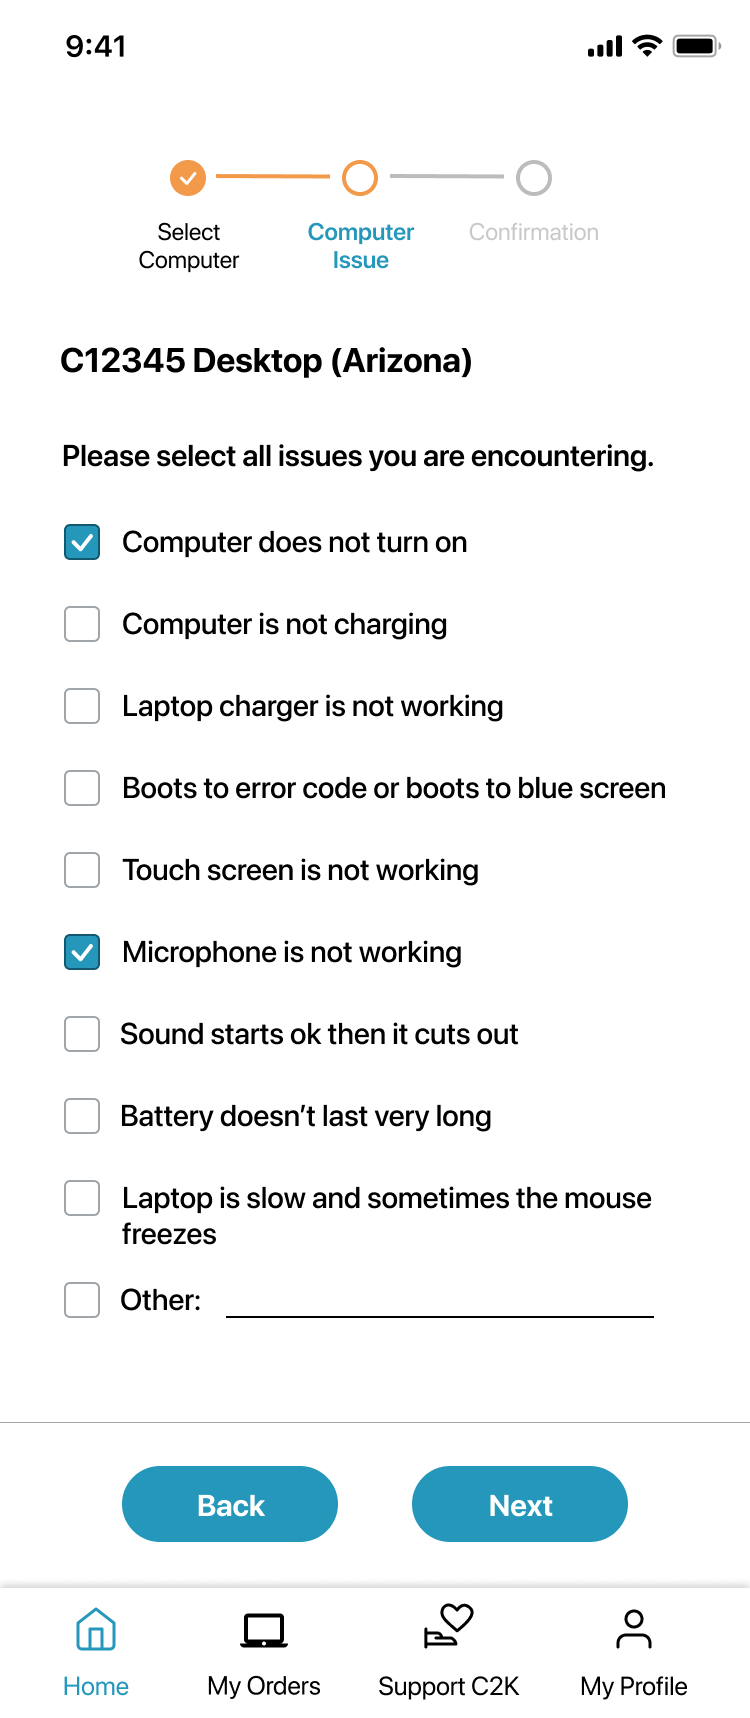 9:41
Select
Computer
Computer
Issue
Confirmation
C12345 Desktop (Arizona)
Please select all issues you are encountering.
Computer does not turn on
Computer is not charging
Laptop charger is not working
Boots to error code or boots to blue screen
Touch screen is not working
Microphone is not working
Sound starts ok then it cuts out
Battery doesn’t last very long
Laptop is slow and sometimes the mouse
freezes
Other:
Back
Next
Home
My Orders
Support C2K
My Profile